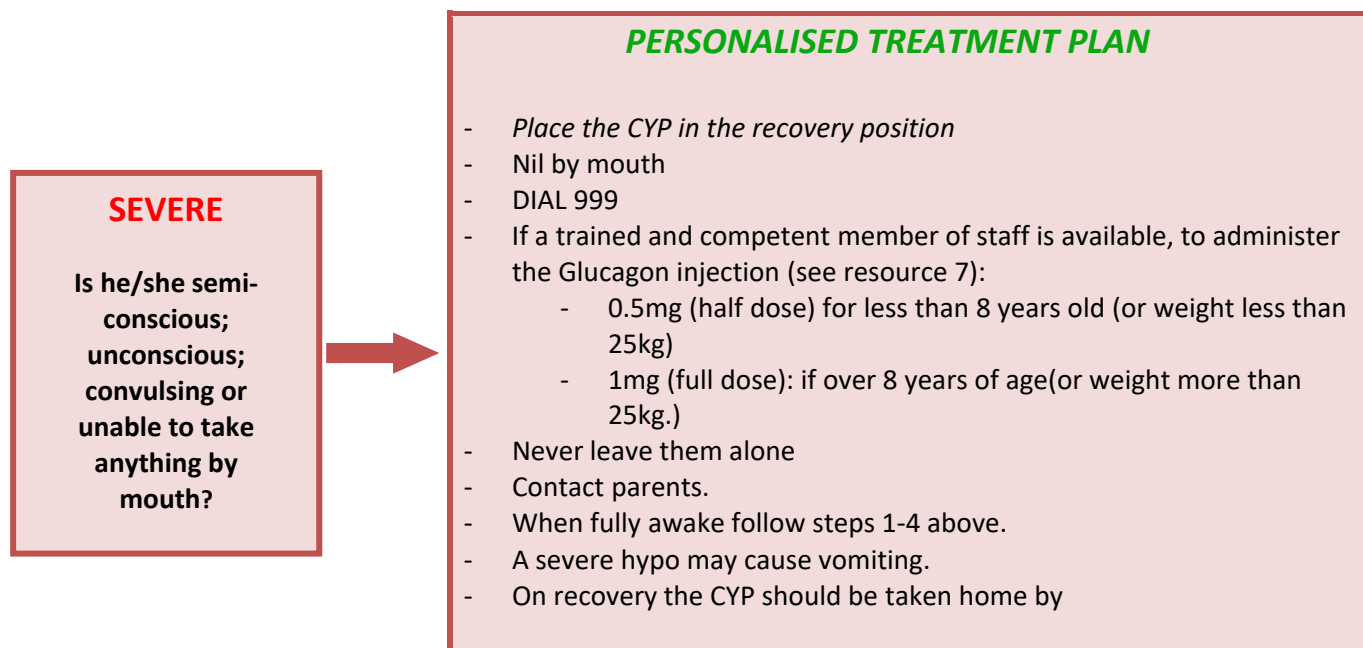 PERSONALISED TREATMENT PLAN
SEVERE
Is he/she semi-
conscious;
unconscious;
convulsing or
unable to take
anything by
mouth?
- Place the CYP in the recovery position
- Nil by mouth
- DIAL 999
- If a trained and competent member of staff is available, to administer
the Glucagon injection (see resource 7):
- 0.5mg (half dose) for less than 8 years old (or weight less than
25kg)
- 1mg (full dose): if over 8 years of age(or weight more than
25kg.)
- Never leave them alone
- Contact parents.
- When fully awake follow steps 1-4 above.
- A severe hypo may cause vomiting.
- On recovery the CYP should be taken home by